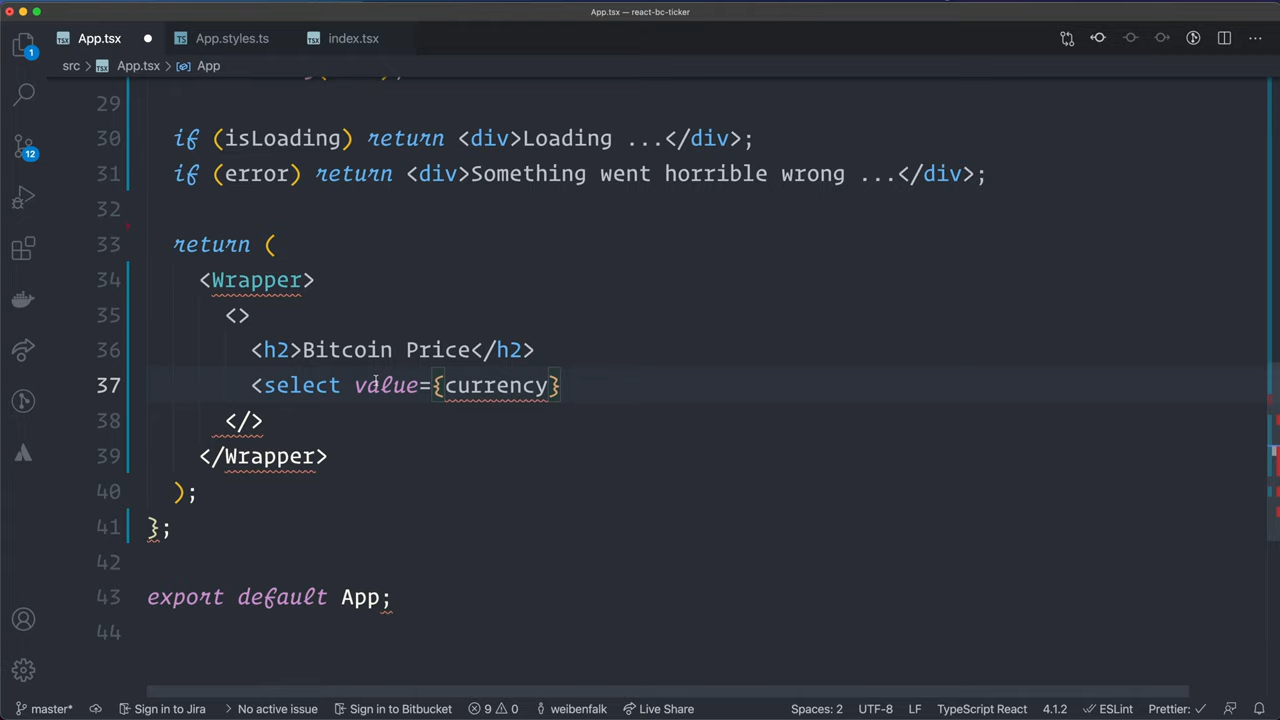 App.tsx — react-bc-ticker
App.tsx
App.styles.ts
index.tsx
src > App.tsx > App
29
30 if (isLoading) return <div>Loading ...</div>;
31 if (error) return <div>Something went horrible wrong ...</div>;
32
33 return (
34 <Wrapper>
35 <>
36 <h2>Bitcoin Price</h2>
37 <select value={currency}
38 </>
39 </Wrapper>
40 );
41 };
42
43 export default App;
44
1
12
master* Sign in to Jira No active issue Sign in to Bitbucket 9 0 weibenfalk Live Share Spaces: 2 UTF-8 LF TypeScript React 4.1.2 ESLint Prettier: ✓